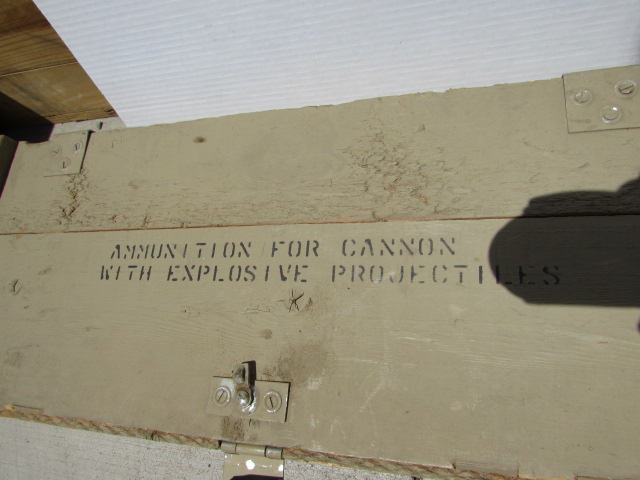 AMMUNITION FOR CANNON
WITH EXPLOSIVE PROJECTILES